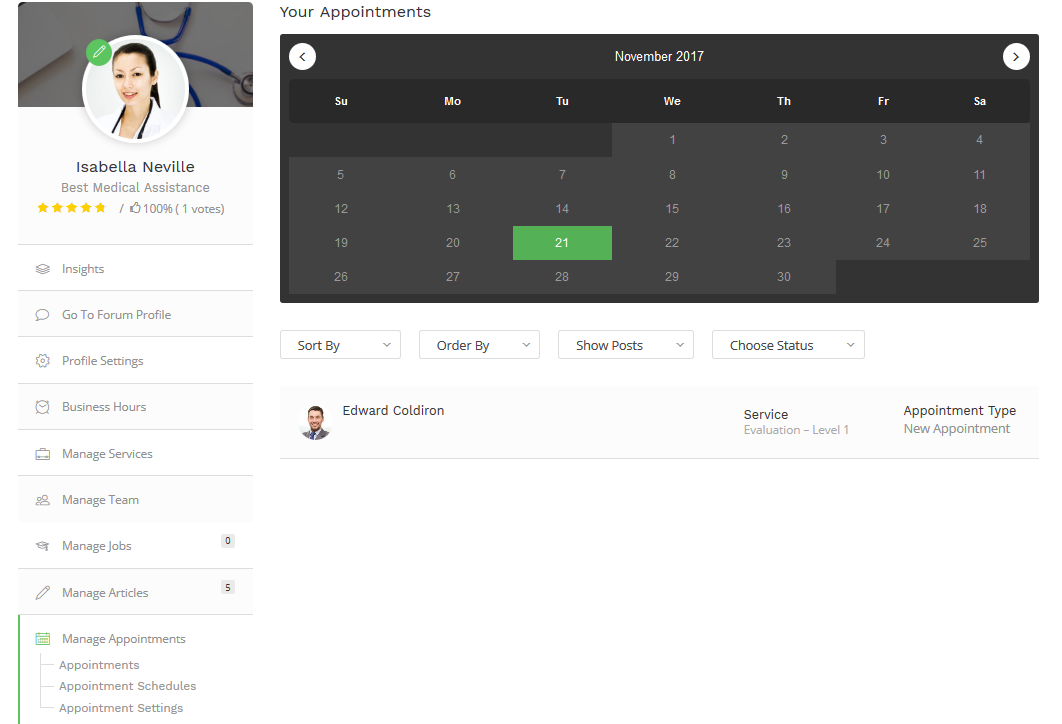 Your Appointments
Isabella Neville
Best Medical Assistance
/ 100% ( 1 votes)
Insights
Go To Forum Profile
Profile Settings
Business Hours
Manage Services
Manage Team
Manage Jobs 0
Manage Articles 5
Manage Appointments
Appointments
Appointment Schedules
Appointment Settings
November 2017
Su Mo Tu We Th Fr Sa
1 2 3 4
5 6 7 8 9 10 11
12 13 14 15 16 17 18
19 20 21 22 23 24 25
26 27 28 29 30
Sort By Order By Show Posts Choose Status
Edward Coldiron
Service
Evaluation – Level 1
Appointment Type
New Appointment